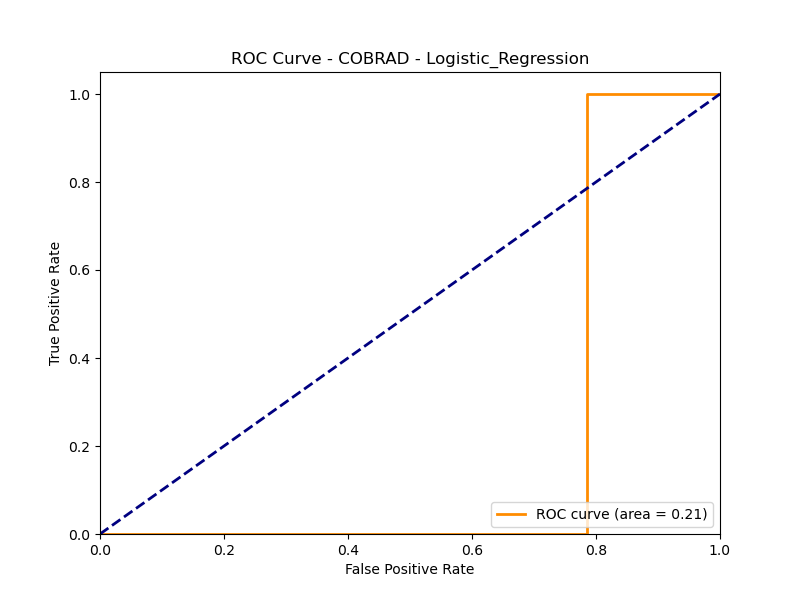 ROC Curve - COBRAD - Logistic_Regression
True Positive Rate
1.0
0.8
0.6
0.4
0.2
0.0
ROC curve (area = 0.21)
0.0 0.2 0.4 0.6 0.8 1.0
False Positive Rate